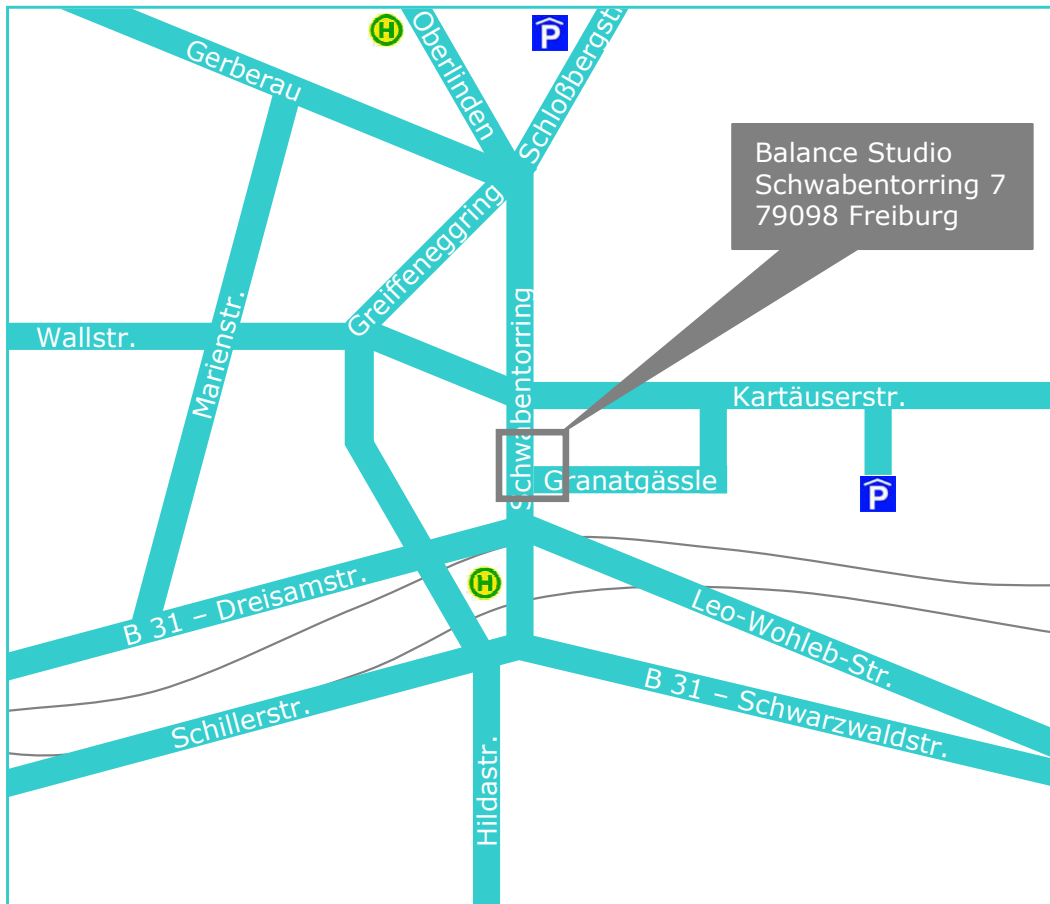 H
Oberlinden
P
Schloßbergstr
Gerberau
Balance Studio
Schwabentorring 7
79098 Freiburg
Greiffeneggring
Schwabentorring
Wallstr.
Marienstr.
Kartäuserstr.
Granatgässle
P
H
B 31 – Dreisamstr.
Leo-Wohleb-Str.
B 31 – Schwarzwaldstr.
Schillerstr.
Hildastr.